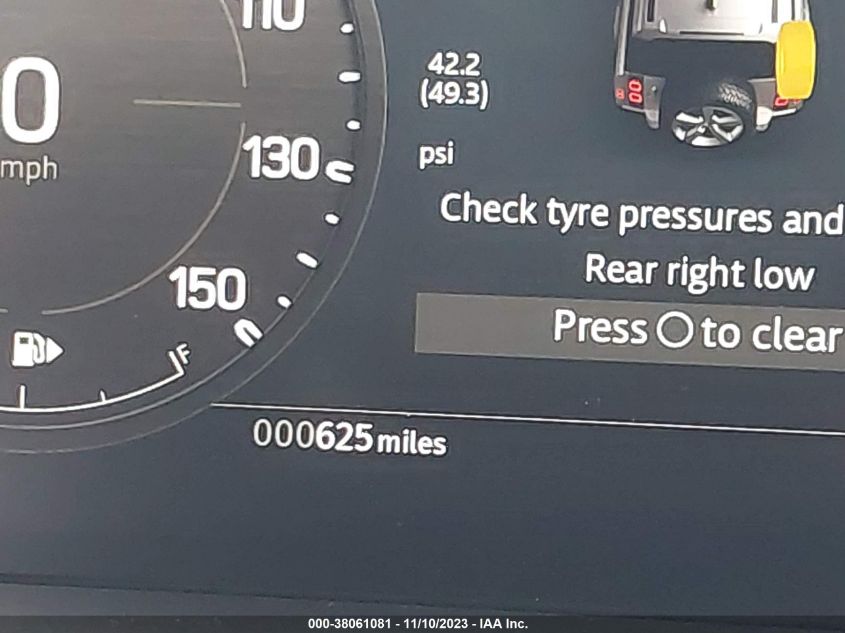 110
0
mph
130
150
F
42.2
(49.3)
psi
Check tyre pressures and
Rear right low
Press to clear
000625 miles
000-38061081 - 11/10/2023 - IAA Inc.